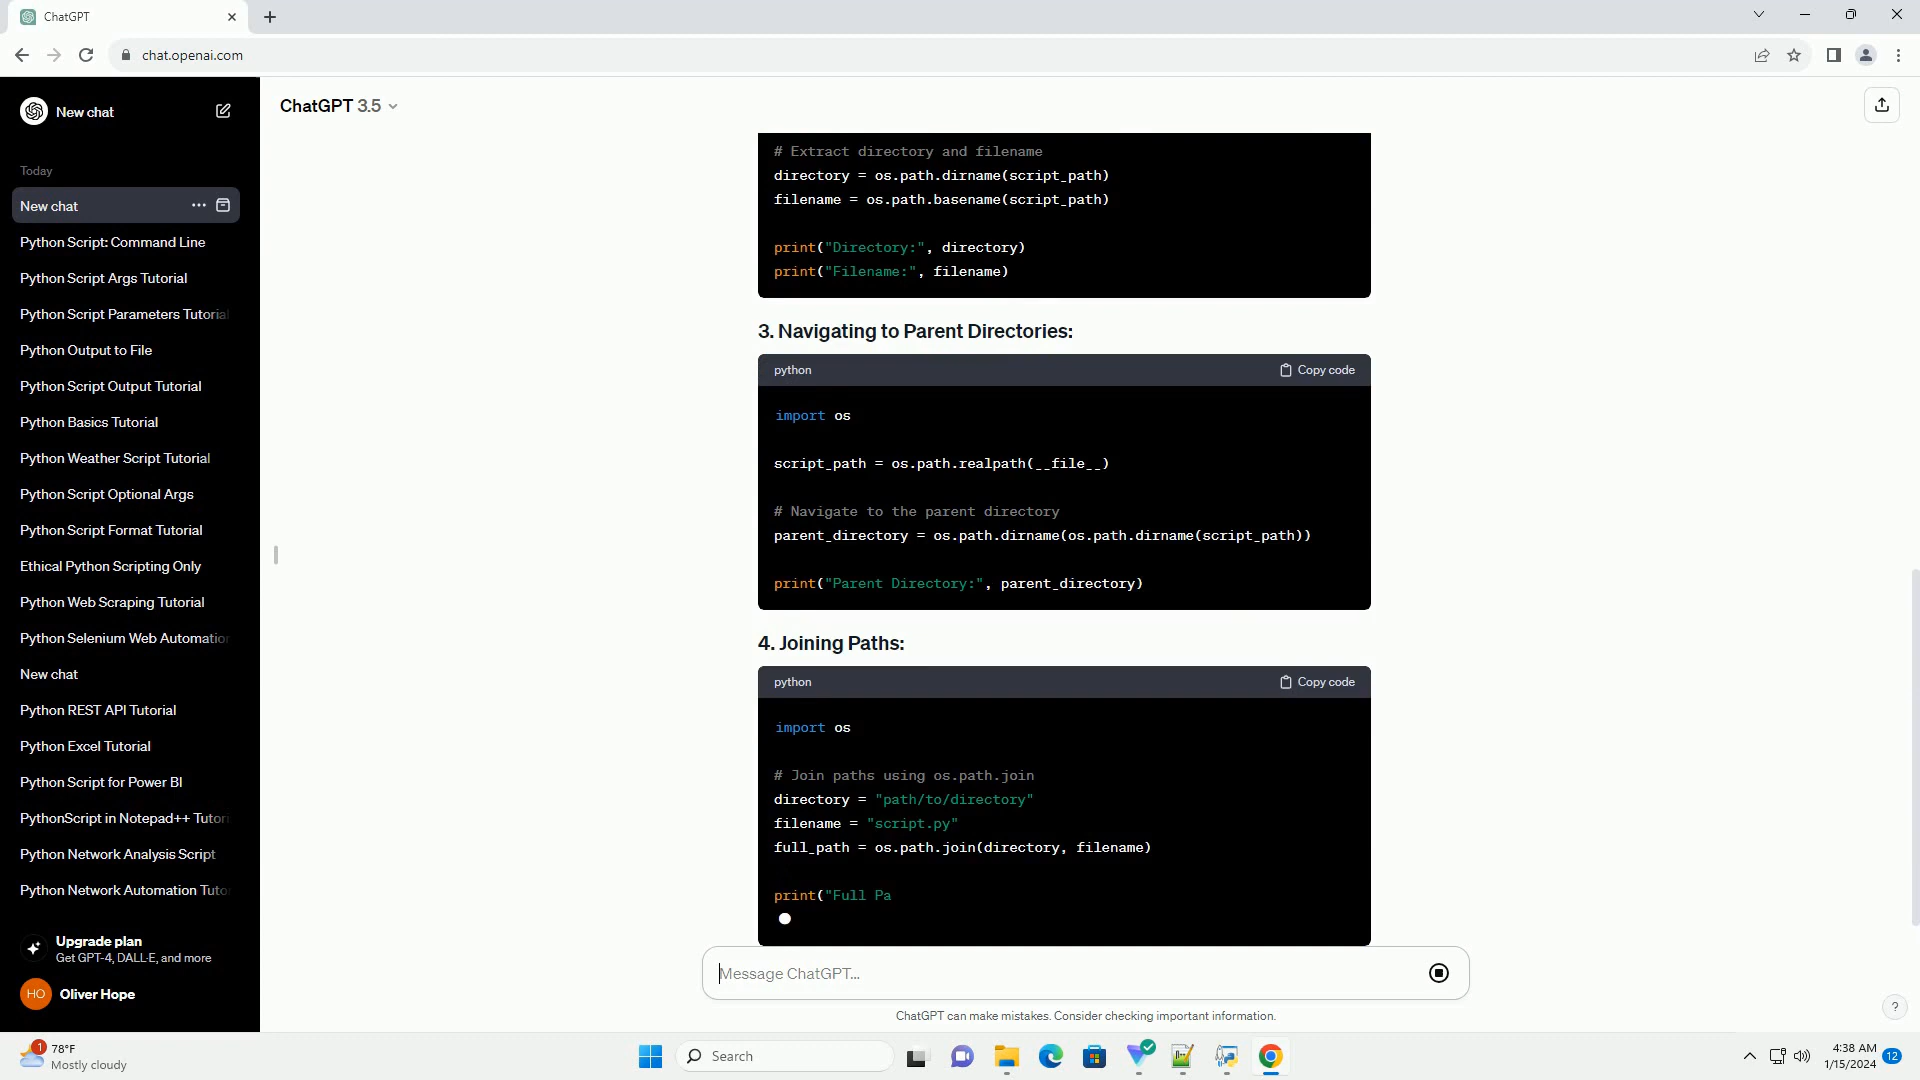 ChatGPT
chat.openai.com
New chat
ChatGPT 3.5
Today
New chat
Python Script: Command Line
Python Script Args Tutorial
Python Script Parameters Tutorial
Python Output to File
Python Script Output Tutorial
Python Basics Tutorial
Python Weather Script Tutorial
Python Script Optional Args
Python Script Format Tutorial
Ethical Python Scripting Only
Python Web Scraping Tutorial
Python Selenium Web Automation
New chat
Python REST API Tutorial
Python Excel Tutorial
Python Script for Power BI
PythonScript in Notepad++ Tutori
Python Network Analysis Script
Python Network Automation Tuto
Upgrade plan
Get GPT-4, DALL·E, and more
HO
Oliver Hope
# Extract directory and filename
directory = os.path.dirname(script_path)
filename = os.path.basename(script_path)
print("Directory:", directory)
print("Filename:", filename)
3. Navigating to Parent Directories:
python
Copy code
import os
script_path = os.path.realpath(__file__)
# Navigate to the parent directory
parent_directory = os.path.dirname(os.path.dirname(script_path))
print("Parent Directory:", parent_directory)
4. Joining Paths:
python
Copy code
import os
# Join paths using os.path.join
directory = "path/to/directory"
filename = "script.py"
full_path = os.path.join(directory, filename)
print("Full Pa
Message ChatGPT...
ChatGPT can make mistakes. Consider checking important information.
?
1
78°F
Mostly cloudy
Search
4:38 AM
1/15/2024
12